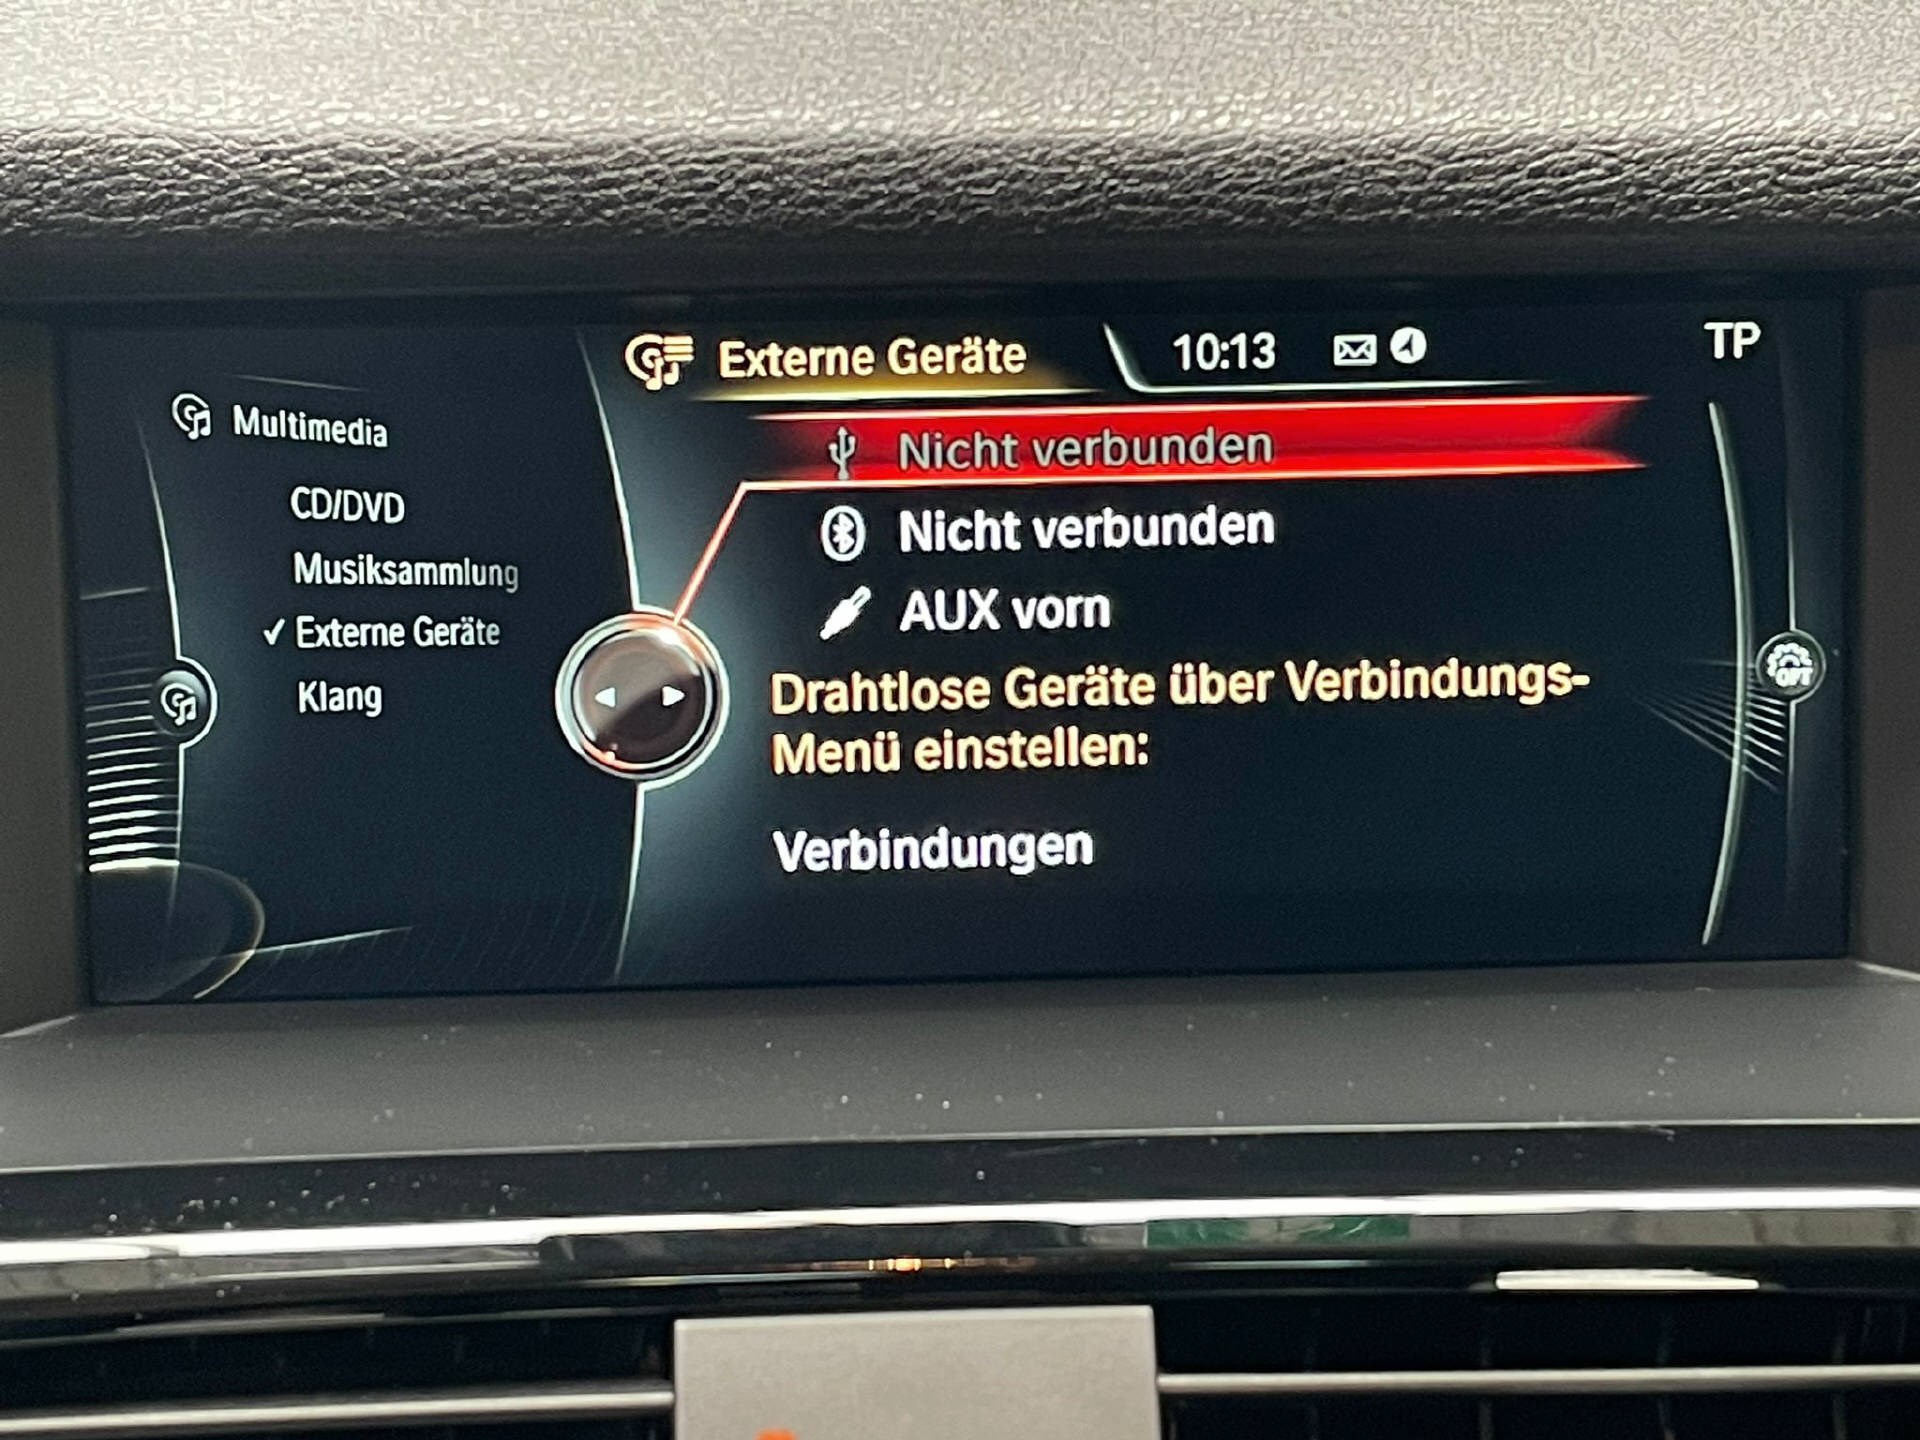 Externe Geräte
10:13
TP
Multimedia
CD/DVD
Musiksammlung
✓ Externe Geräte
Klang
Nicht verbunden
Nicht verbunden
AUX vorn
Drahtlose Geräte über Verbindungs-
Menü einstellen:
Verbindungen
OPT